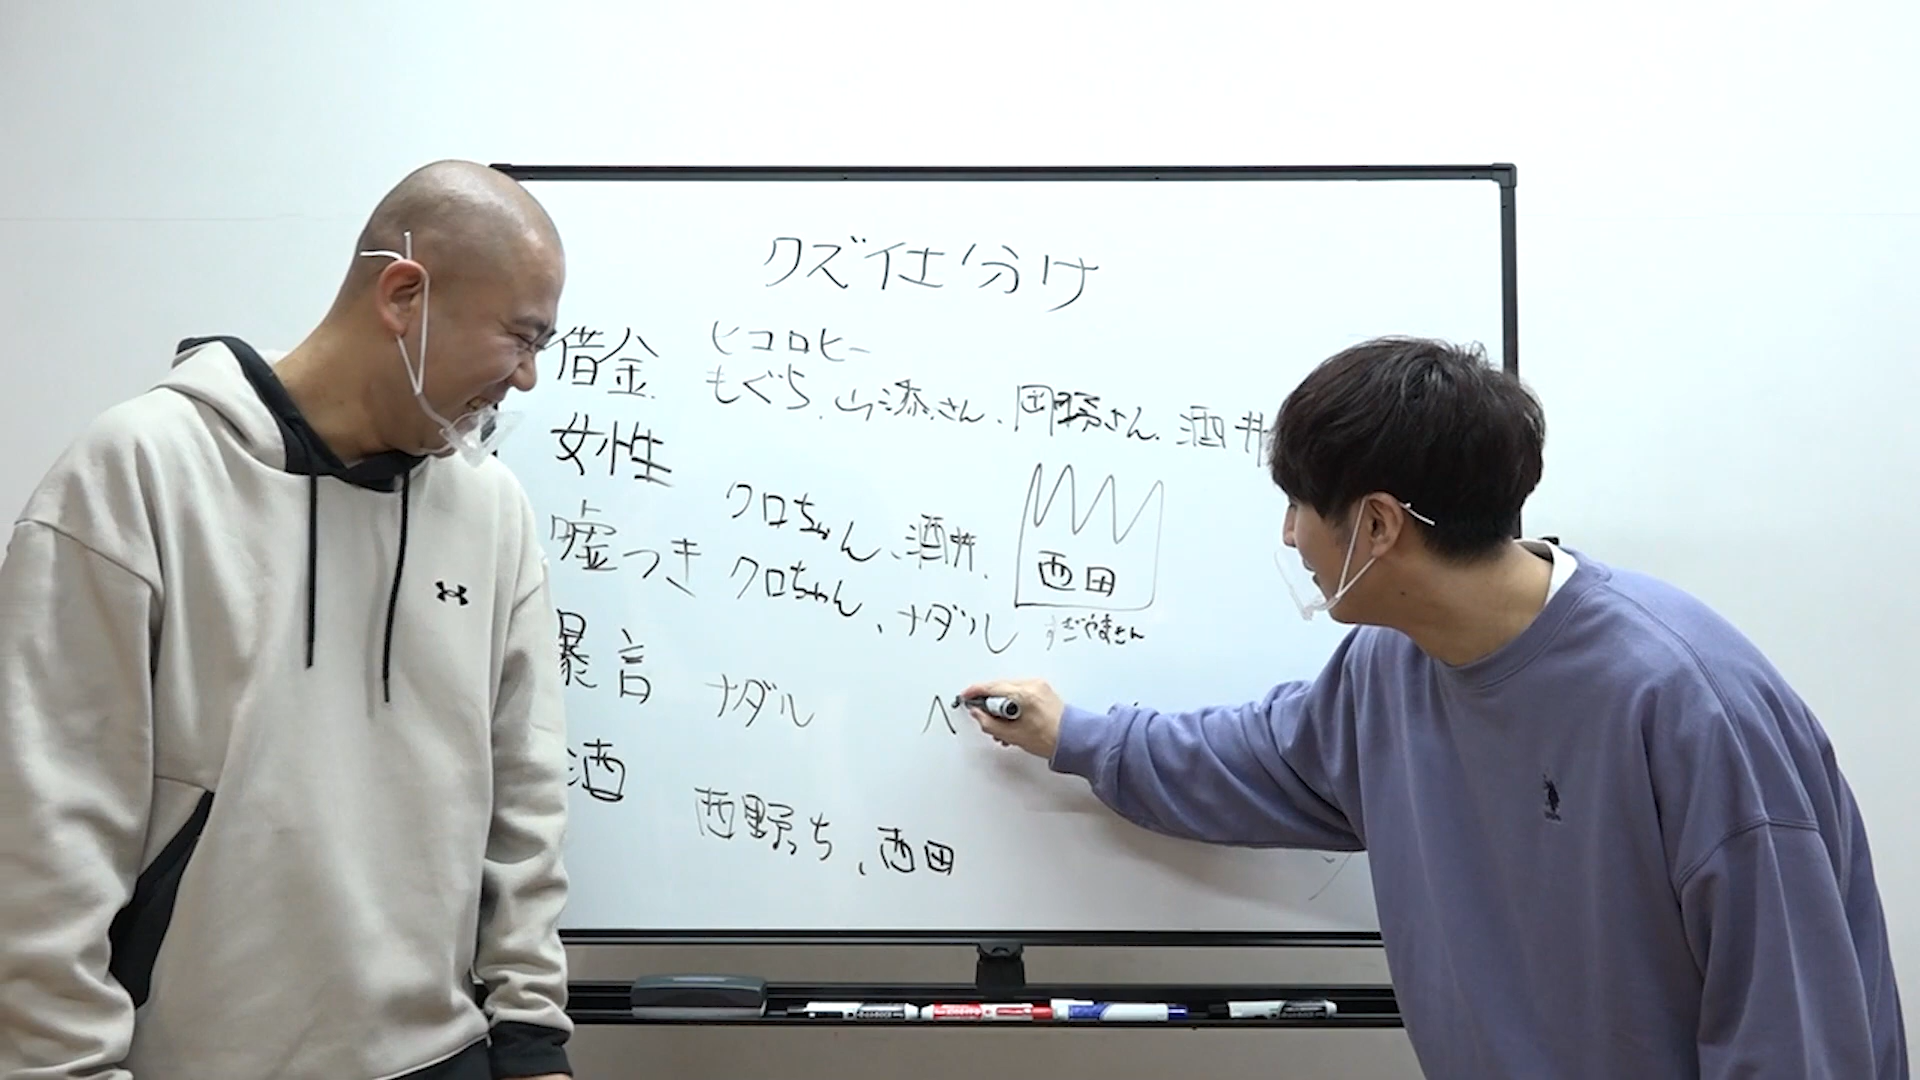 クズ仕分け
借金 ヒコロヒー
もぐら、山添さん、岡野さん、酒井
女性
クロちゃん、酒井、
嘘つき クロちゃん、ナダル
西田
暴言 ナダル
酒 西野っち、西田